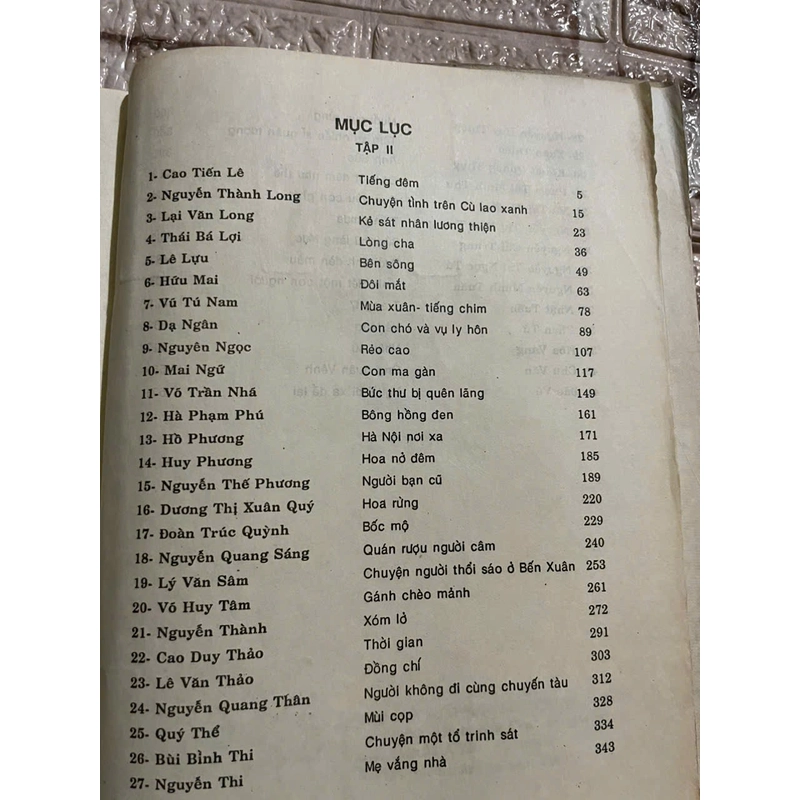 MỤC LỤC
TẬP II
1- Cao Tiến Lê Tiếng đêm 5
2- Nguyễn Thành Long Chuyện tình trên Cù lao xanh 15
3- Lại Văn Long Kẻ sát nhân lương thiện 23
4- Thái Bá Lợi Lòng cha 36
5- Lê Lựu Bên sông 49
6- Hữu Mai Đôi mắt 63
7- Vũ Tú Nam Mùa xuân- tiếng chim 78
8- Dạ Ngân Con chó và vụ ly hôn 89
9- Nguyên Ngọc Rẻo cao 107
10- Mai Ngữ Con ma gàn 117
11- Võ Trần Nhã Bức thư bị quên lãng 149
12- Hà Phạm Phú Bông hồng đen 161
13- Hồ Phương Hà Nội nơi xa 171
14- Huy Phương Hoa nở đêm 185
15- Nguyễn Thế Phương Người bạn cũ 189
16- Dương Thị Xuân Quý Hoa rừng 220
17- Đoàn Trúc Quỳnh Bốc mộ 229
18- Nguyễn Quang Sáng Quán rượu người câm 240
19- Lý Văn Sâm Chuyện người thổi sáo ở Bến Xuân 253
20- Võ Huy Tâm Gánh chèo mảnh 261
21- Nguyễn Thành Xóm lở 272
22- Cao Duy Thảo Thời gian 291
23- Lê Văn Thảo Đồng chí 303
24- Nguyễn Quang Thân Người không đi cùng chuyến tàu 312
25- Quý Thể Mùi cọp 328
26- Bùi Bình Thi Chuyện một tổ trinh sát 334
27- Nguyễn Thi Mẹ vắng nhà 343